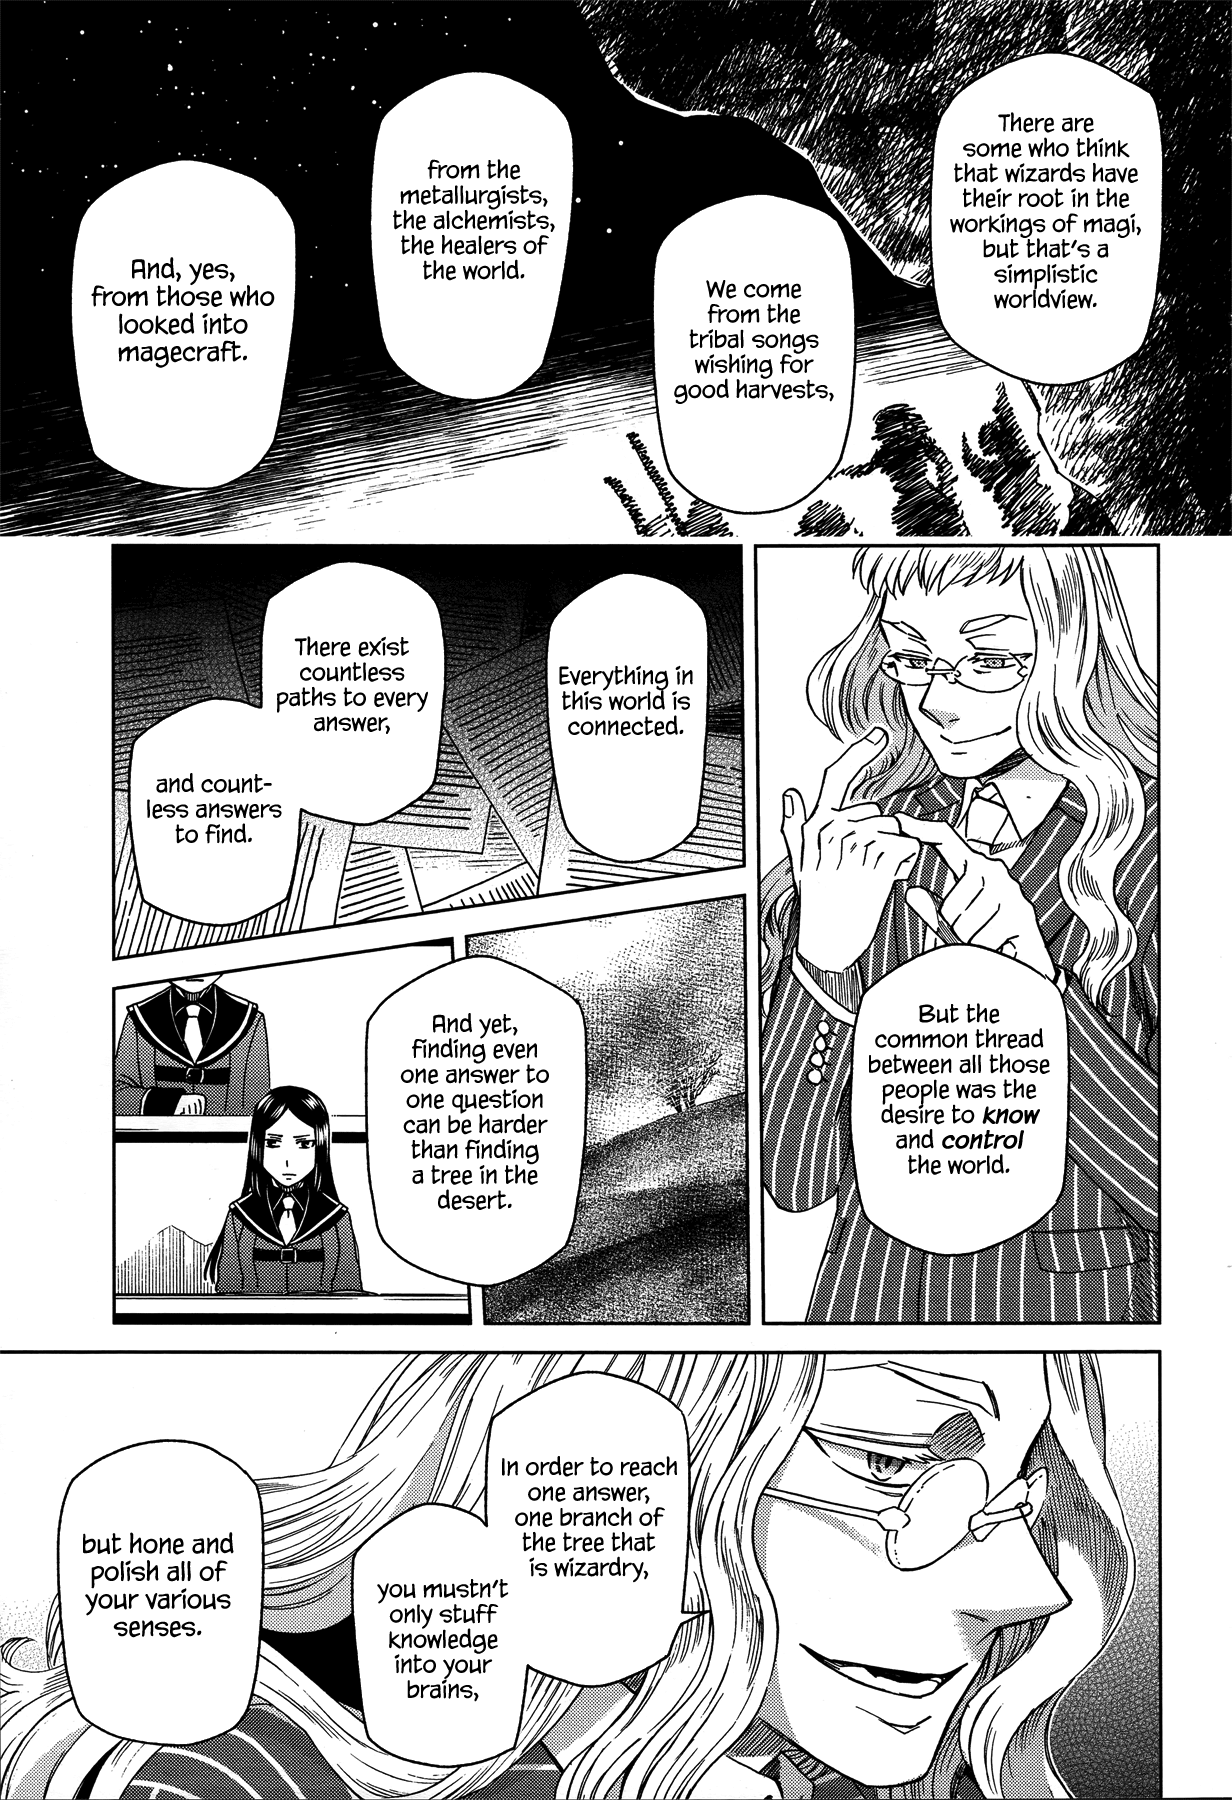 There are
some who think
that wizards have
their root in the
workings of magi,
but that's a
simplistic
worldview.
We come
from the
tribal songs
wishing for
good harvests,
from the
metallurgists,
the alchemists,
the healers of
the world.
And, yes,
from those who
looked into
magecraft.
But the
common thread
between all those
people was the
desire to know
and control
the world.
Everything in
this world is
connected.
There exist
countless
paths to every
answer,
and count-
less answers
to find.
And yet,
finding even
one answer to
one question
can be harder
than finding
a tree in the
desert.
In order to reach
one answer,
one branch of
the tree that
is wizardry,
you mustn't
only stuff
knowledge
into your
brains,
but hone and
polish all of
your various
senses.